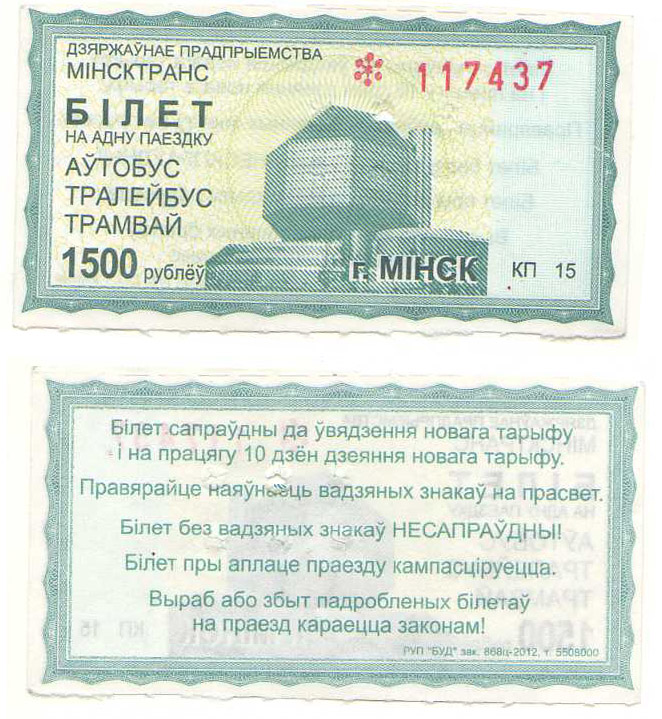 ДЗЯРЖАЎНАЕ ПРАДПРЫЕМСТВА
МІНСКТРАНС
117437
БІЛЕТ
НА АДНУ ПАЕЗДКУ
АЎТОБУС
ТРАЛЕЙБУС
ТРАМВАЙ
1500 рублёў
г. МІНСК
КП 15
Білет сапраўдны да ўвядзення новага тарыфу
і на працягу 10 дзён дзеяння новага тарыфу.
Правярайце наяўнасць вадзяных знакаў на прасвет.
Білет без вадзяных знакаў НЕСАПРАЎДНЫ!
Білет пры аплаце праезду кампасціруецца.
Выраб або збыт падробленых білетаў
на праезд караецца законам!
РУП "БУД" зак. 868ц-2012, т. 5508000